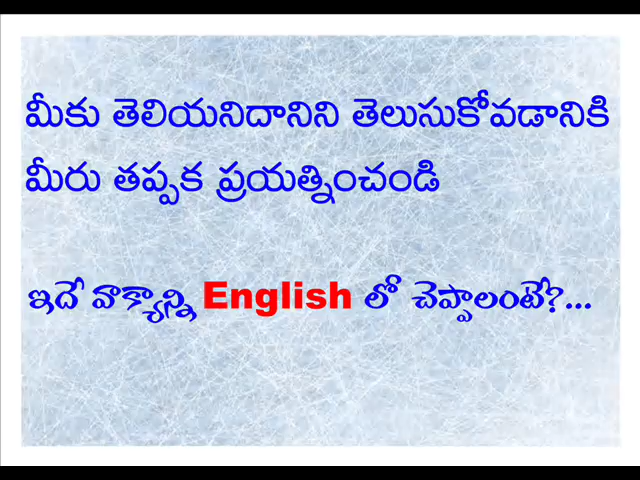 మీకు తెలియనిదానిని తెలుసుకోవడానికి
మీరు తప్పక ప్రయత్నించండి
ఇదే వాక్యాన్ని English లో చెప్పాలంటే?...